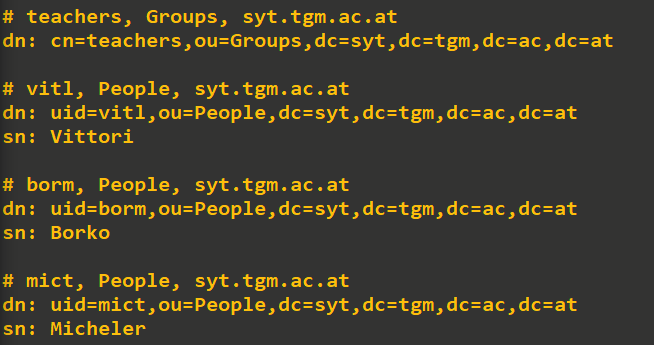 # teachers, Groups, syt.tgm.ac.at
dn: cn=teachers,ou=Groups,dc=syt,dc=tgm,dc=ac,dc=at
# vitl, People, syt.tgm.ac.at
dn: uid=vitl,ou=People,dc=syt,dc=tgm,dc=ac,dc=at
sn: Vittori
# borm, People, syt.tgm.ac.at
dn: uid=borm,ou=People,dc=syt,dc=tgm,dc=ac,dc=at
sn: Borko
# mict, People, syt.tgm.ac.at
dn: uid=mict,ou=People,dc=syt,dc=tgm,dc=ac,dc=at
sn: Micheler